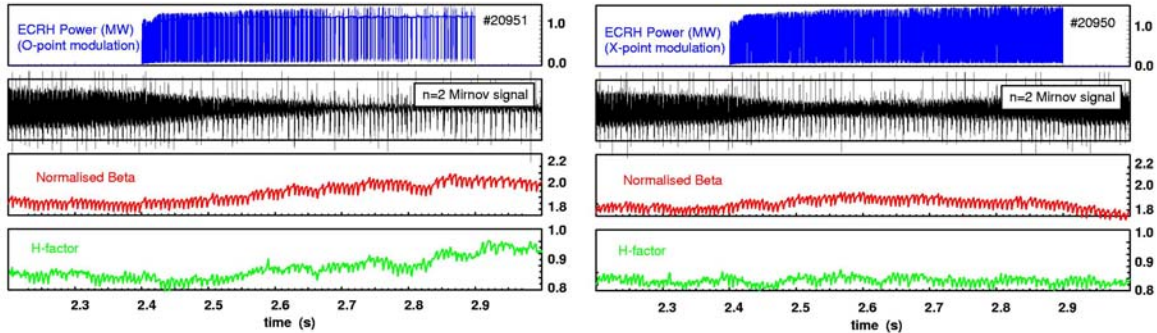 ECRH Power (MW)
(O-point modulation)
#20951
1.0
0.0
n=2 Mirnov signal
Normalised Beta
2.2
2.0
1.8
H-factor
1.0
0.9
0.8
2.3 2.4 2.5 2.6 2.7 2.8 2.9
time (s)
ECRH Power (MW)
(X-point modulation)
#20950
1.0
0.0
n=2 Mirnov signal
Normalised Beta
2.2
2.0
1.8
H-factor
1.0
0.9
0.8
2.3 2.4 2.5 2.6 2.7 2.8 2.9
time (s)